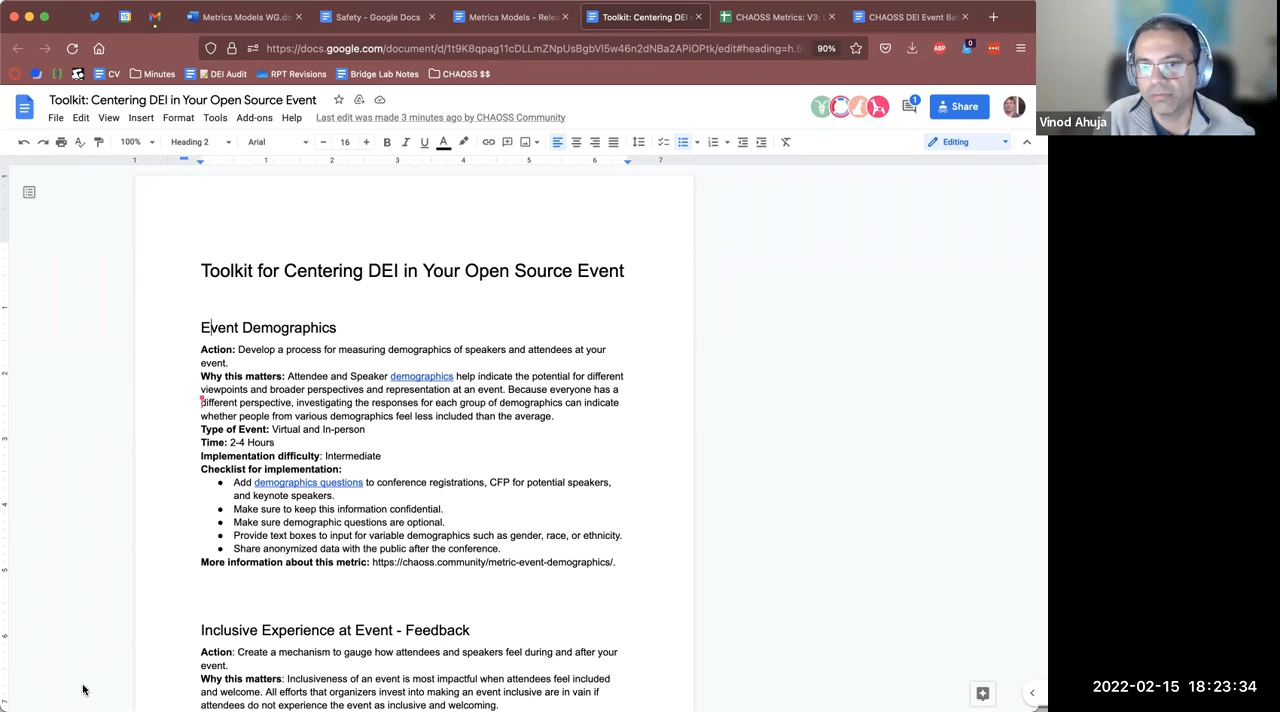 Metrics Models WG.do
Safety - Google Docs
Metrics Models - Rele
Toolkit: Centering DEI
CHAOSS Metrics: V3:
CHAOSS DEI Event Ba
https://docs.google.com/document/d/1t9K8qpag11cDLLmZNpUsBgbVl5w46n2dNBa2APiOPtk/edit#heading=h.5
90%
ABP
0
CV
Minutes
DEI Audit
RPT Revisions
Bridge Lab Notes
CHAOSS $$
Toolkit: Centering DEI in Your Open Source Event
File Edit View Insert Format Tools Add-ons Help Last edit was made 3 minutes ago by CHAOSS Community
1
Share
100% Heading 2 Arial 16 B I U A Editing
1 1 2 3 4 5 6 7
Toolkit for Centering DEI in Your Open Source Event
Event Demographics
Action: Develop a process for measuring demographics of speakers and attendees at your
event.
Why this matters: Attendee and Speaker demographics help indicate the potential for different
viewpoints and broader perspectives and representation at an event. Because everyone has a
different perspective, investigating the responses for each group of demographics can indicate
whether people from various demographics feel less included than the average.
Type of Event: Virtual and In-person
Time: 2-4 Hours
Implementation difficulty: Intermediate
Checklist for implementation:
● Add demographics questions to conference registrations, CFP for potential speakers,
and keynote speakers.
● Make sure to keep this information confidential.
● Make sure demographic questions are optional.
● Provide text boxes to input for variable demographics such as gender, race, or ethnicity.
● Share anonymized data with the public after the conference.
More information about this metric: https://chaoss.community/metric-event-demographics/.
Inclusive Experience at Event - Feedback
Action: Create a mechanism to gauge how attendees and speakers feel during and after your
event.
Why this matters: Inclusiveness of an event is most impactful when attendees feel included
and welcome. All efforts that organizers invest into making an event inclusive are in vain if
attendees do not experience the event as inclusive and welcoming.
Vinod Ahuja
2022-02-15 18:23:34